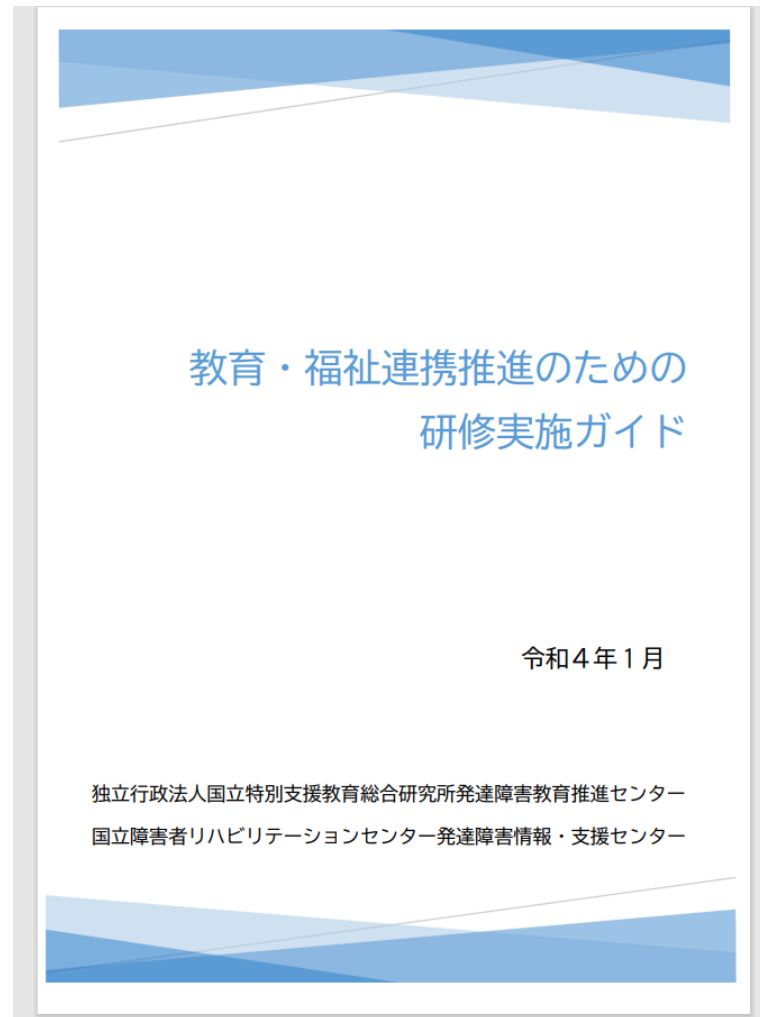 教育・福祉連携推進のための
研修実施ガイド
令和４年１月
独立行政法人国立特別支援教育総合研究所発達障害教育推進センター
国立障害者リハビリテーションセンター発達障害情報・支援センター